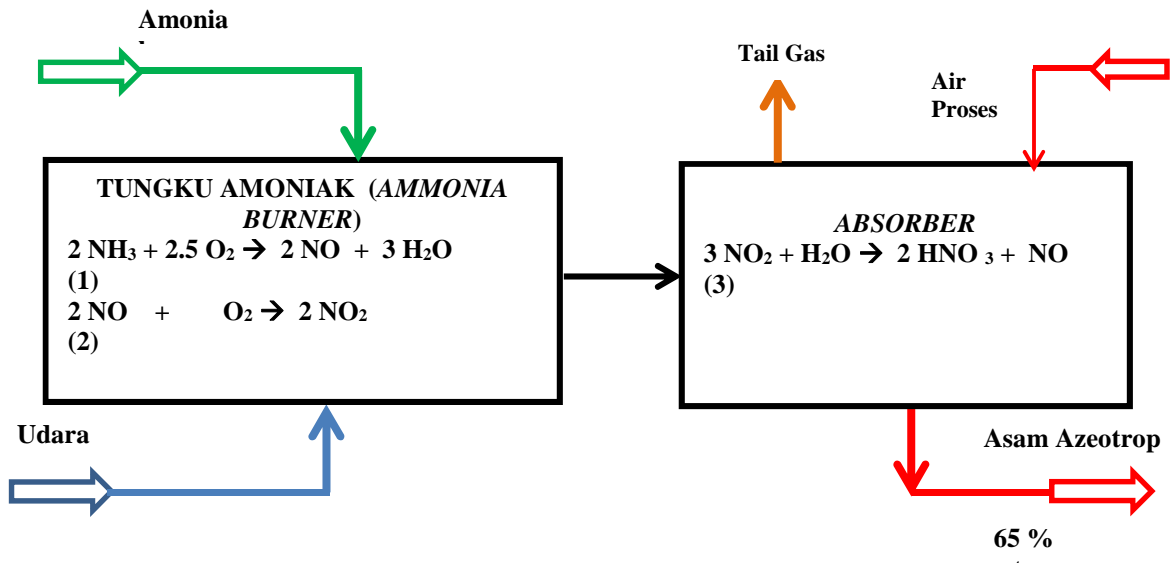 Amonia
Tail Gas
Air
Proses
TUNGKU AMONIAK (AMMONIA
BURNER)
2 NH₃ + 2.5 O₂ → 2 NO + 3 H₂O
(1)
2 NO + O₂ → 2 NO₂
(2)
ABSORBER
3 NO₂ + H₂O → 2 HNO ₃ + NO
(3)
Udara
Asam Azeotrop
65 %